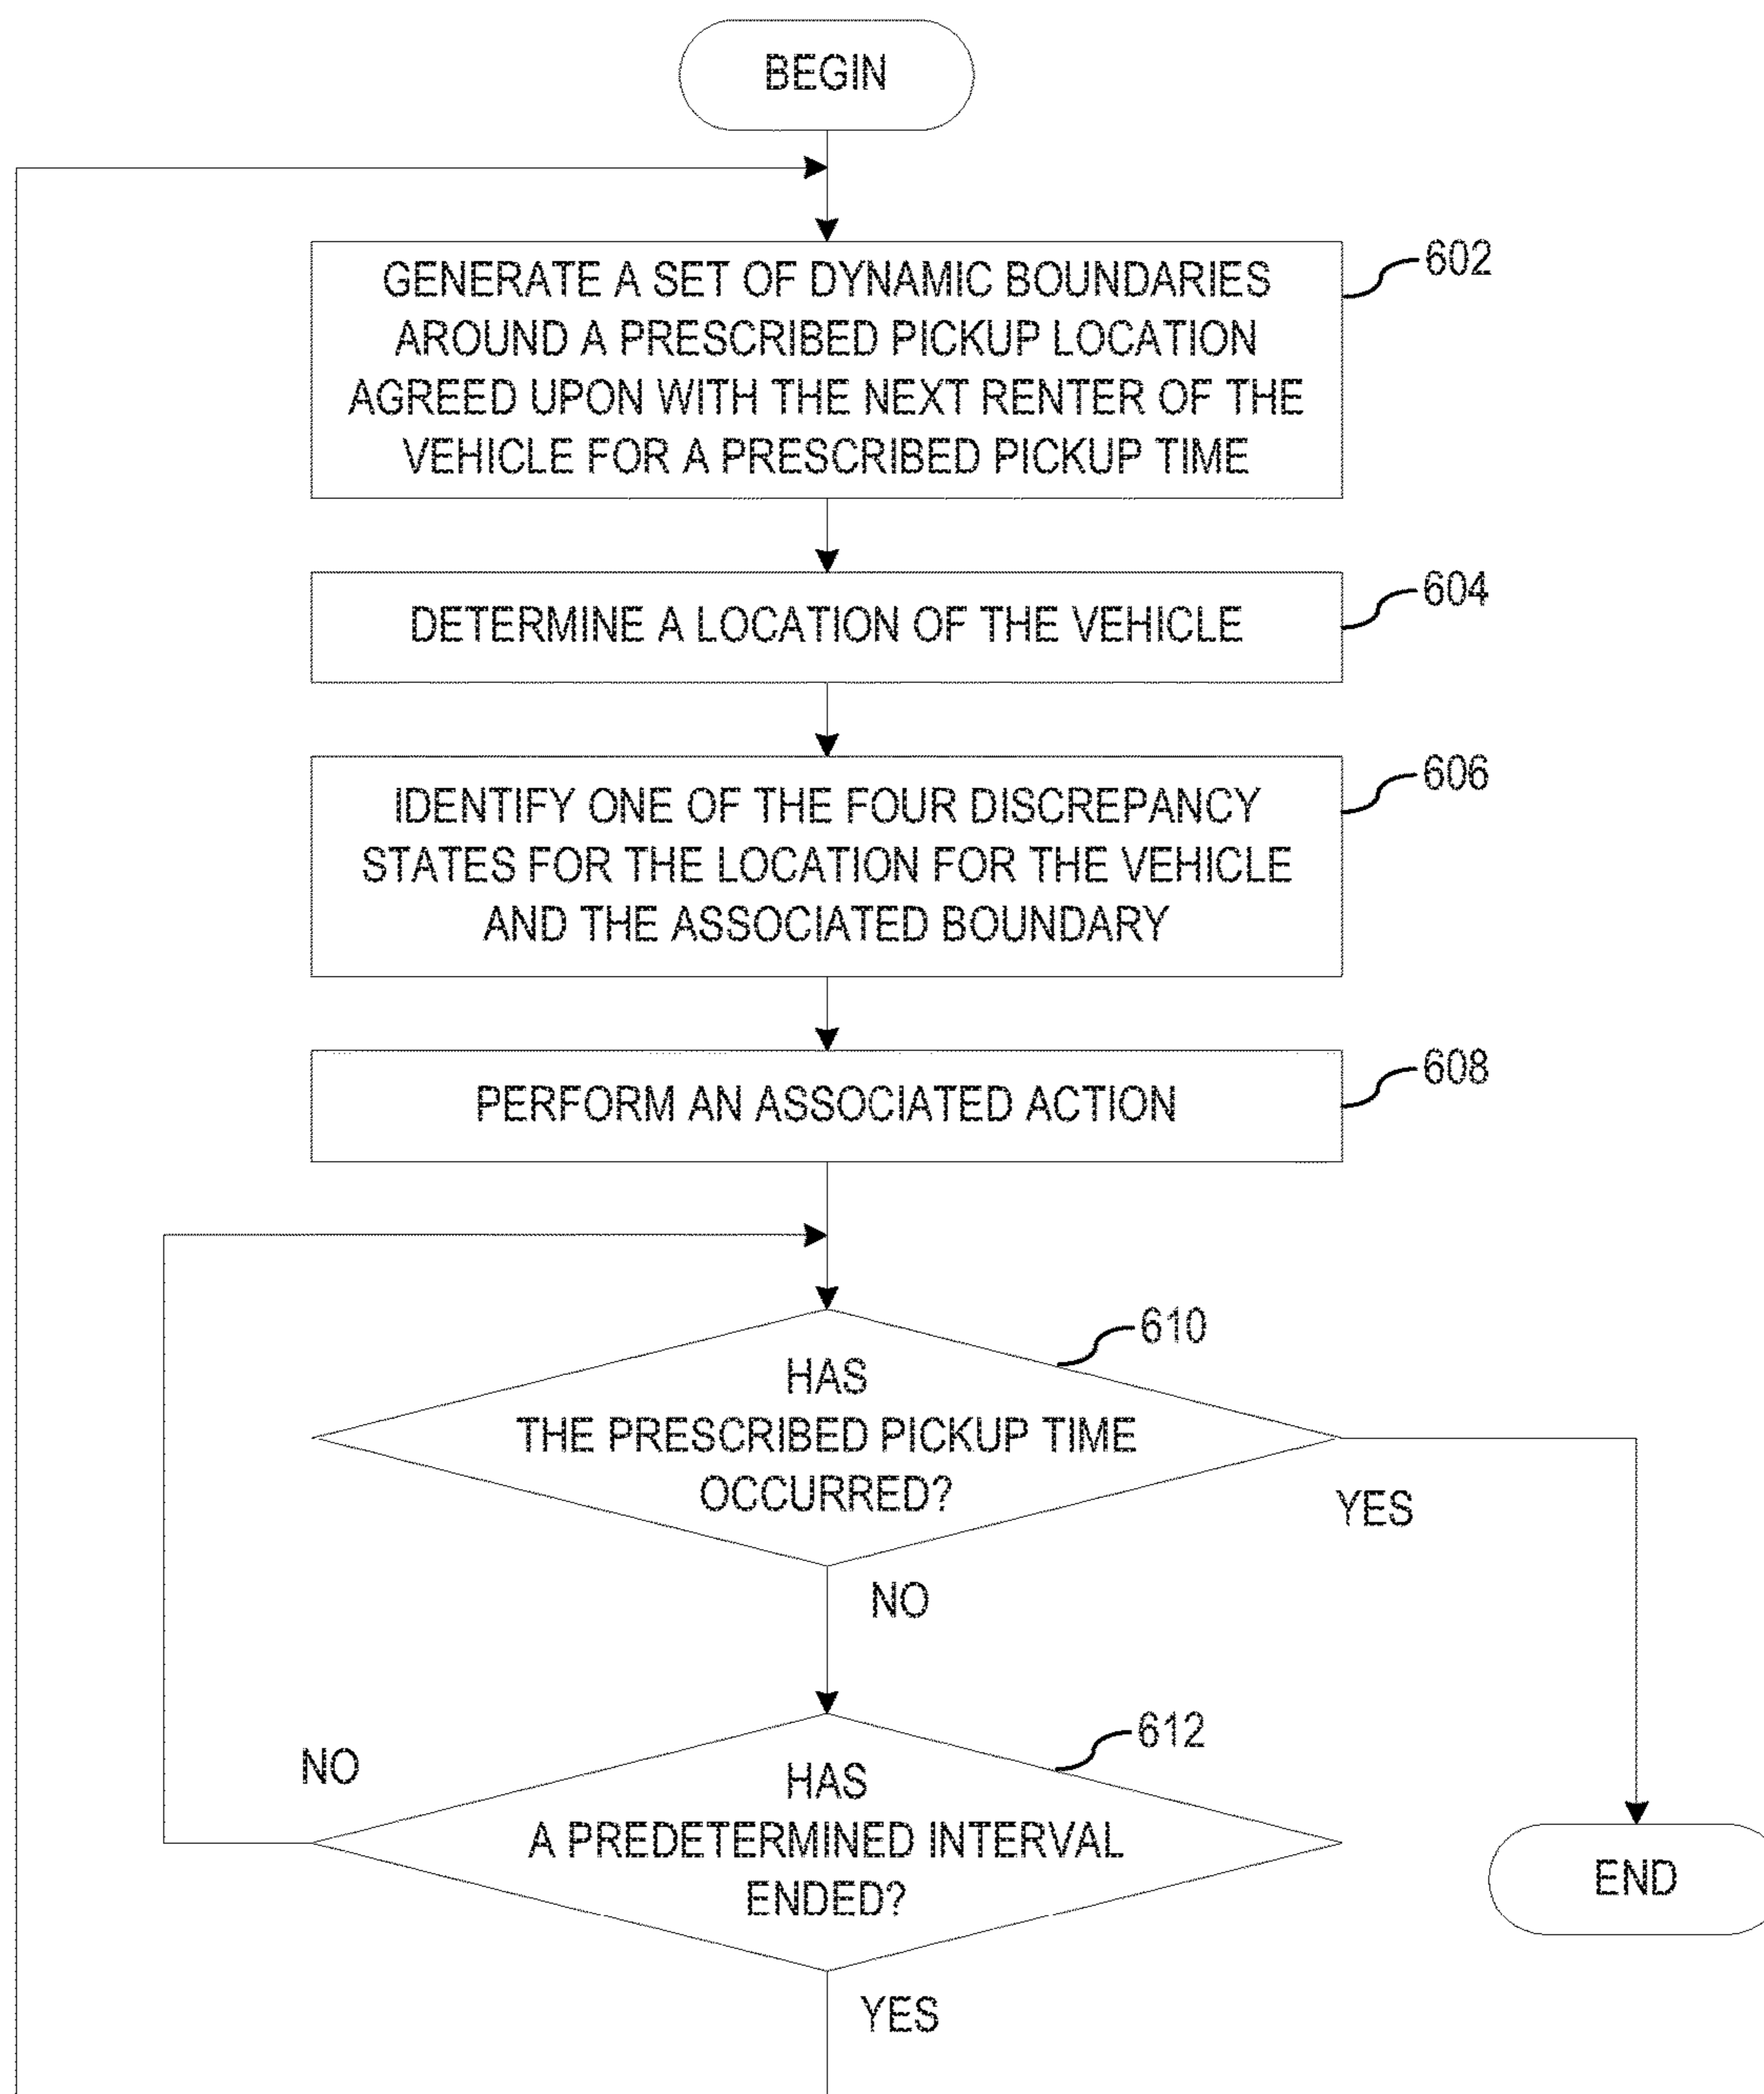 BEGIN
GENERATE A SET OF DYNAMIC BOUNDARIES
AROUND A PRESCRIBED PICKUP LOCATION
AGREED UPON WITH THE NEXT RENTER OF THE
VEHICLE FOR A PRESCRIBED PICKUP TIME
602
DETERMINE A LOCATION OF THE VEHICLE
604
IDENTIFY ONE OF THE FOUR DISCREPANCY
STATES FOR THE LOCATION FOR THE VEHICLE
AND THE ASSOCIATED BOUNDARY
606
PERFORM AN ASSOCIATED ACTION
608
HAS
THE PRESCRIBED PICKUP TIME
OCCURRED?
610
YES
NO
HAS
A PREDETERMINED INTERVAL
ENDED?
612
NO
YES
END